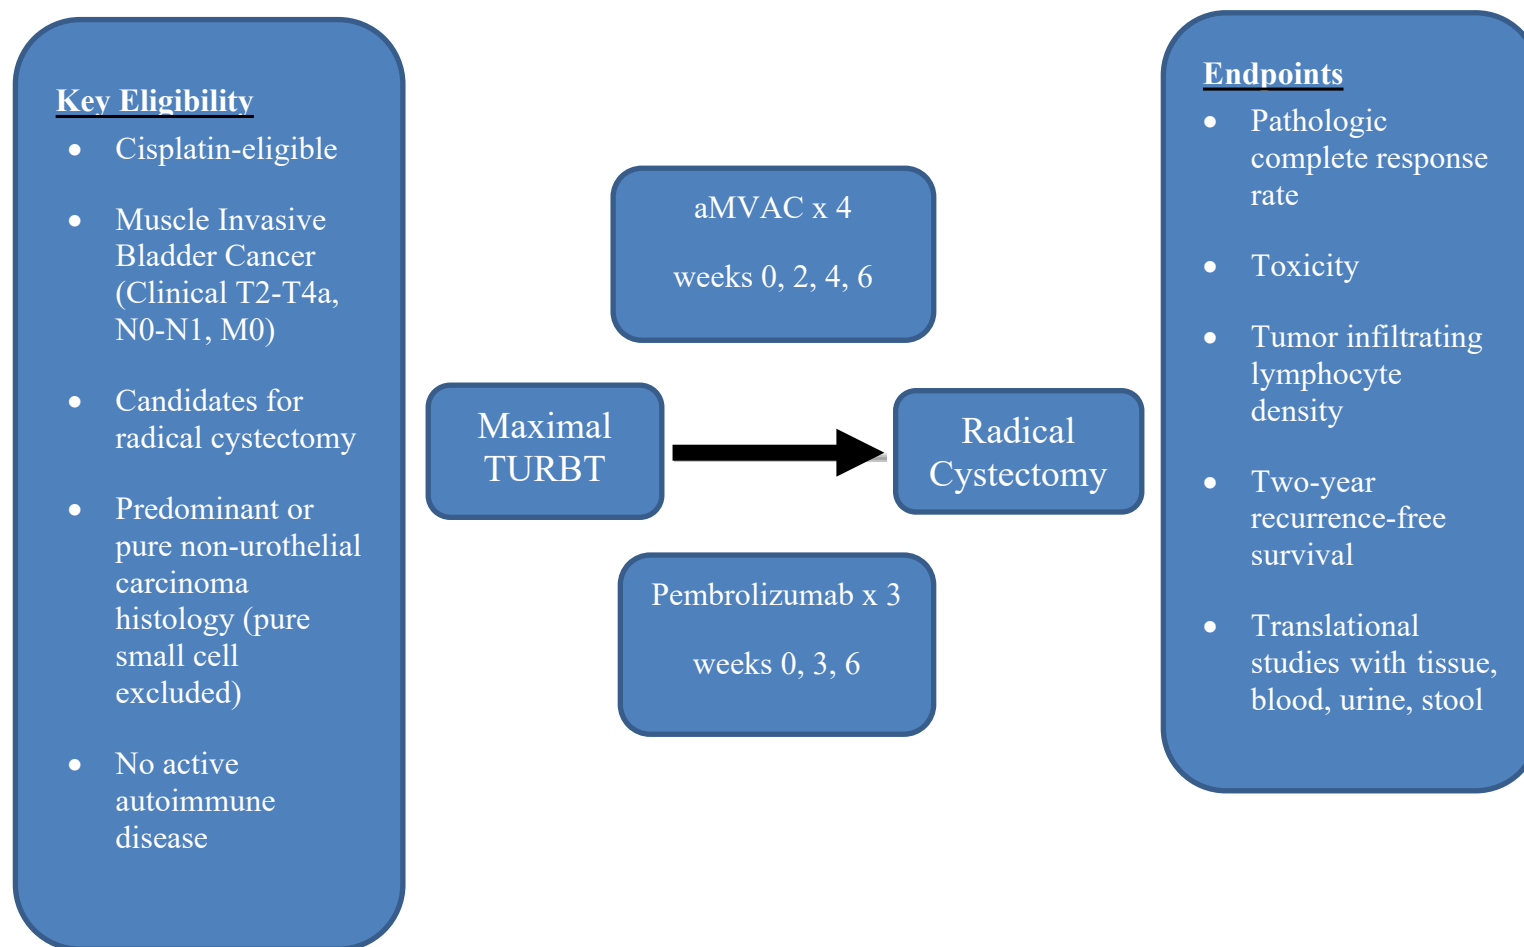 Key Eligibility
• Cisplatin-eligible
• Muscle Invasive
Bladder Cancer
(Clinical T2-T4a,
N0-N1, M0)
• Candidates for
radical cystectomy
• Predominant or
pure non-urothelial
carcinoma
histology (pure
small cell
excluded)
• No active
autoimmune
disease
Maximal
TURBT
aMVAC x 4
weeks 0, 2, 4, 6
Pembrolizumab x 3
weeks 0, 3, 6
Radical
Cystectomy
Endpoints
• Pathologic
complete response
rate
• Toxicity
• Tumor infiltrating
lymphocyte
density
• Two-year
recurrence-free
survival
• Translational
studies with tissue,
blood, urine, stool